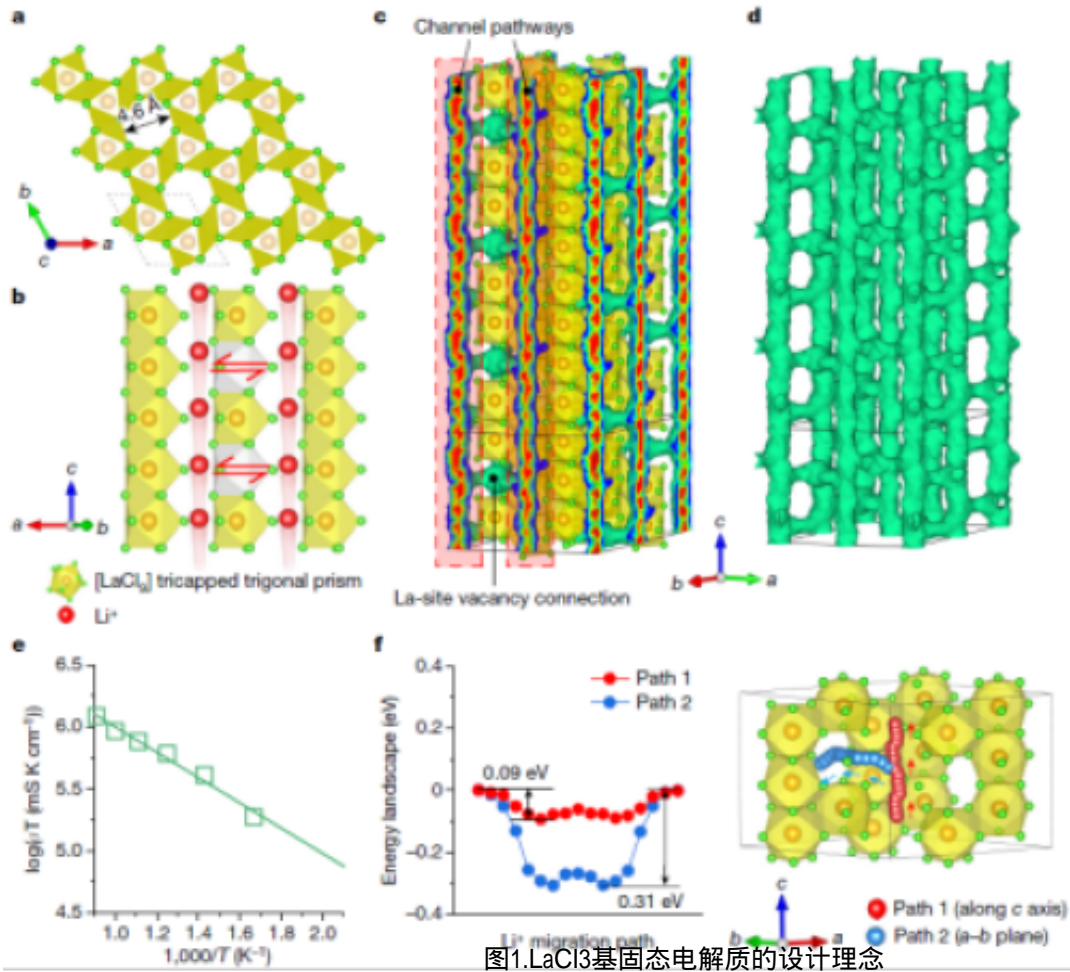 a
4.6 Å
b
c
a
b
c
a
b
[LaCl9] tricapped trigonal prism
Li+
c
Channel pathways
La-site vacancy connection
c
b
a
d
e
log(σT (mS K cm−1))
6.5
6.0
5.5
5.0
4.5
1.0 1.2 1.4 1.6 1.8 2.0
1,000/T (K−1)
f
Energy landscape (eV)
0.4
0.2
0
−0.2
−0.4
Path 1
Path 2
0.09 eV
0.31 eV
Li+ migration path
c
b
a
Path 1 (along c axis)
Path 2 (a–b plane)
图1.LaCl3基固态电解质的设计理念